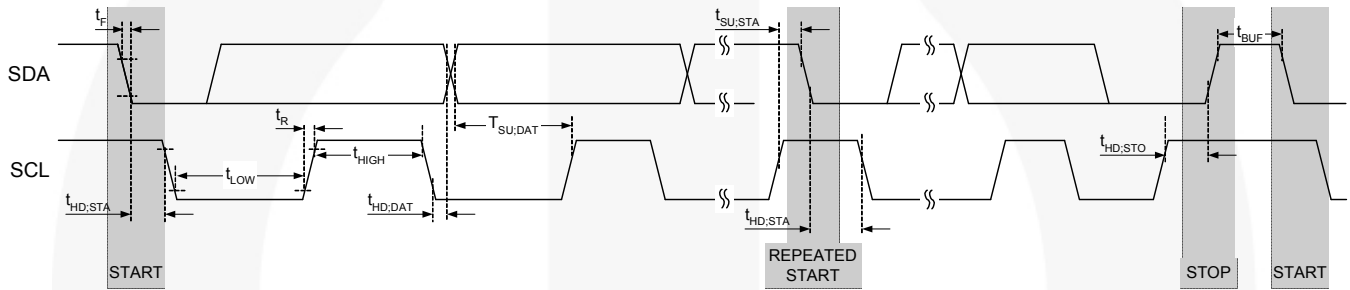 tF
tSU;STA
tBUF
SDA
tR
TSU;DAT
tHIGH
tLOW
tHD;STO
SCL
tHD;STA
tHD;DAT
tHD;STA
START
REPEATED
START
STOP
START